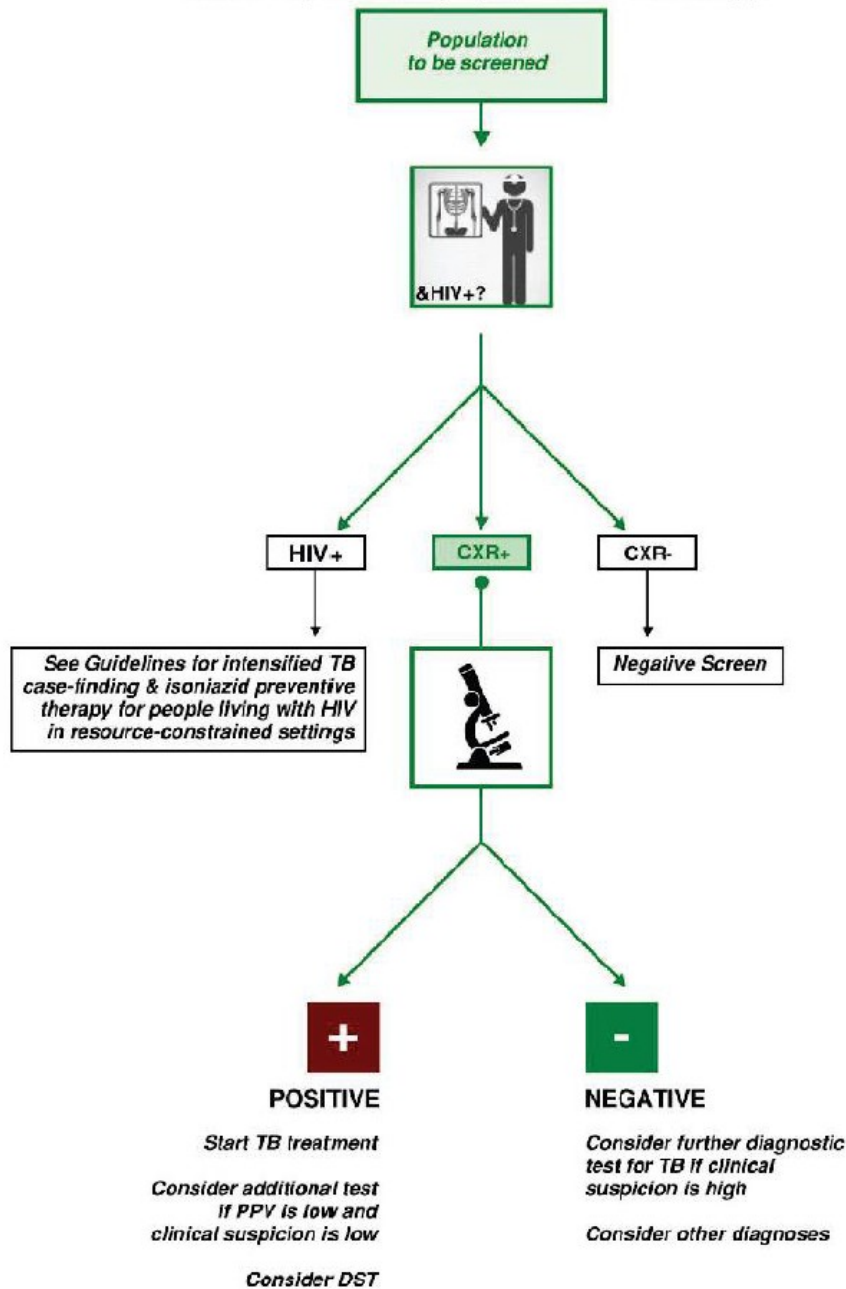 Population
to be screened
&HIV+?
HIV+
CXR+
CXR-
See Guidelines for intensified TB
case-finding & isoniazid preventive
therapy for people living with HIV
in resource-constrained settings
Negative Screen
+
-
POSITIVE
NEGATIVE
Start TB treatment
Consider additional test
if PPV is low and
clinical suspicion is low
Consider DST
Consider further diagnostic
test for TB if clinical
suspicion is high
Consider other diagnoses